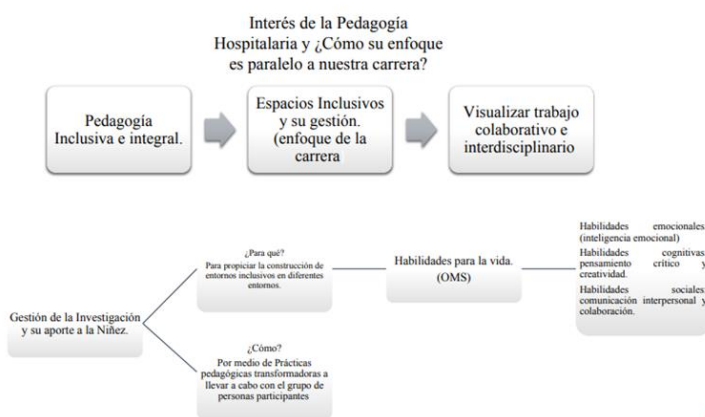 Interés de la Pedagogía
Hospitalaria y ¿Cómo su enfoque
es paralelo a nuestra carrera?
Pedagogía
Inclusiva e integral.
Espacios Inclusivos
y su gestión.
(enfoque de la
carrera
Visualizar trabajo
colaborativo e
interdisciplinario
Gestión de la Investigación
y su aporte a la Niñez.
¿Para qué?
Para propiciar la construcción de
entornos inclusivos en diferentes
entornos.
Habilidades para la vida.
(OMS)
Habilidades emocionales
(inteligencia emocional)
Habilidades cognitivas
pensamiento crítico y
creatividad.
Habilidades sociales:
comunicación interpersonal y
colaboración.
¿Cómo?
Por medio de Prácticas
pedagógicas transformadoras a
llevar a cabo con el grupo de
personas participantes